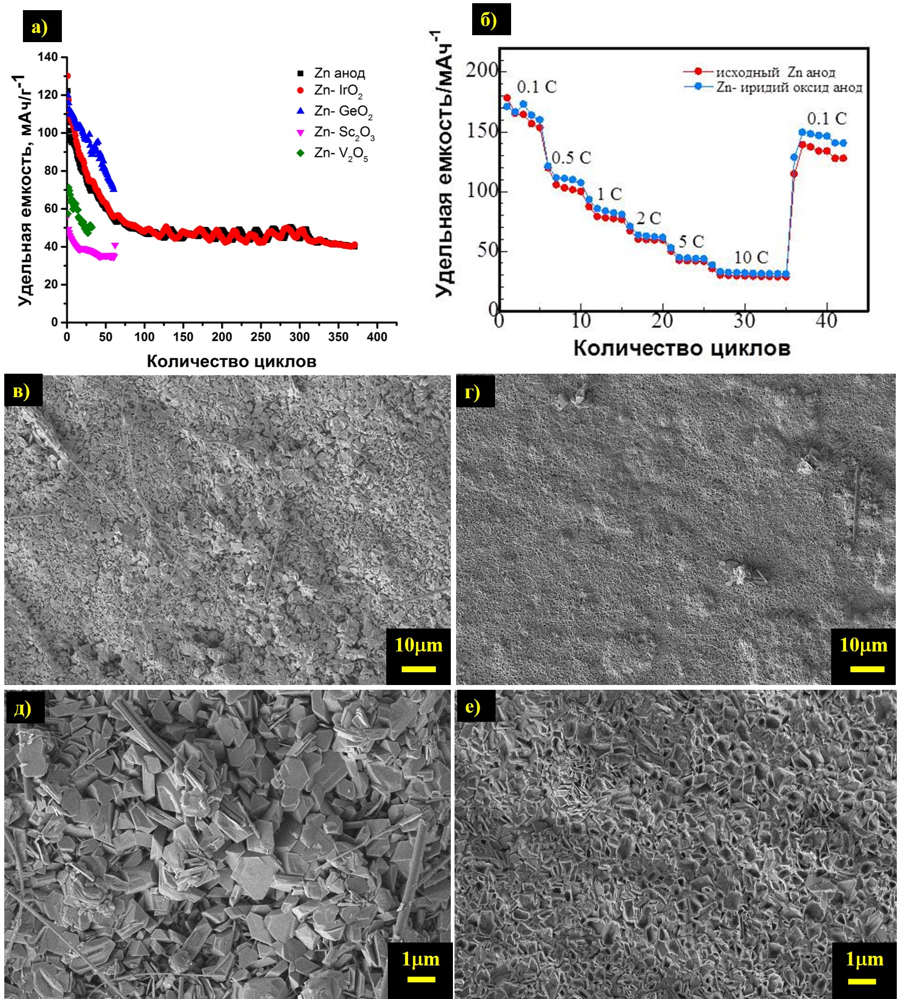 а)
Удельная емкость, мАч/г⁻¹
140
120
100
80
60
40
20
0
0 50 100 150 200 250 300 350 400
Количество циклов
Zn анод
Zn- IrO₂
Zn- GeO₂
Zn- Sc₂O₃
Zn- V₂O₅
б)
Удельная емкость/мАч⁻¹
200
150
100
50
0
0 10 20 30 40
Количество циклов
исходный Zn анод
Zn- иридий оксид анод
0.1 C
0.5 C
1 C
2 C
5 C
10 C
0.1 C
в)
10µm
г)
10µm
д)
1µm
е)
1µm